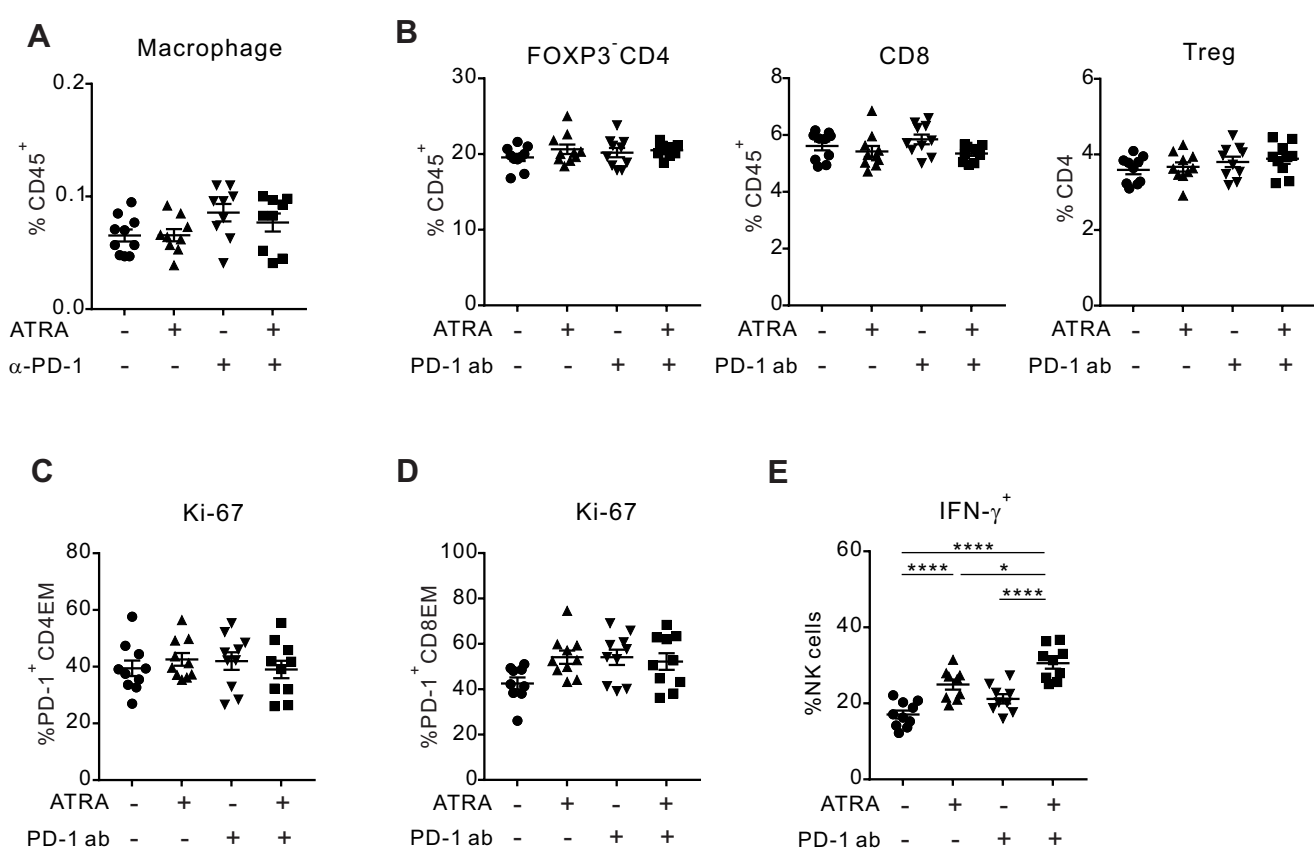 A
Macrophage
% CD45+
0.2
0.1
0.0
ATRA - + - +
α-PD-1 - - + +
B
FOXP3-CD4
% CD45+
30
20
10
0
ATRA - + - +
PD-1 ab - - + +
CD8
% CD45+
8
6
4
2
0
ATRA - + - +
PD-1 ab - - + +
Treg
% CD4
6
4
2
0
ATRA - + - +
PD-1 ab - - + +
C
Ki-67
%PD-1+ CD4EM
80
60
40
20
0
ATRA - + - +
PD-1 ab - - + +
D
Ki-67
%PD-1+ CD8EM
100
80
60
40
20
0
ATRA - + - +
PD-1 ab - - + +
E
IFN-γ+
%NK cells
60
40
20
0
****
**** *
****
ATRA - + - +
PD-1 ab - - + +